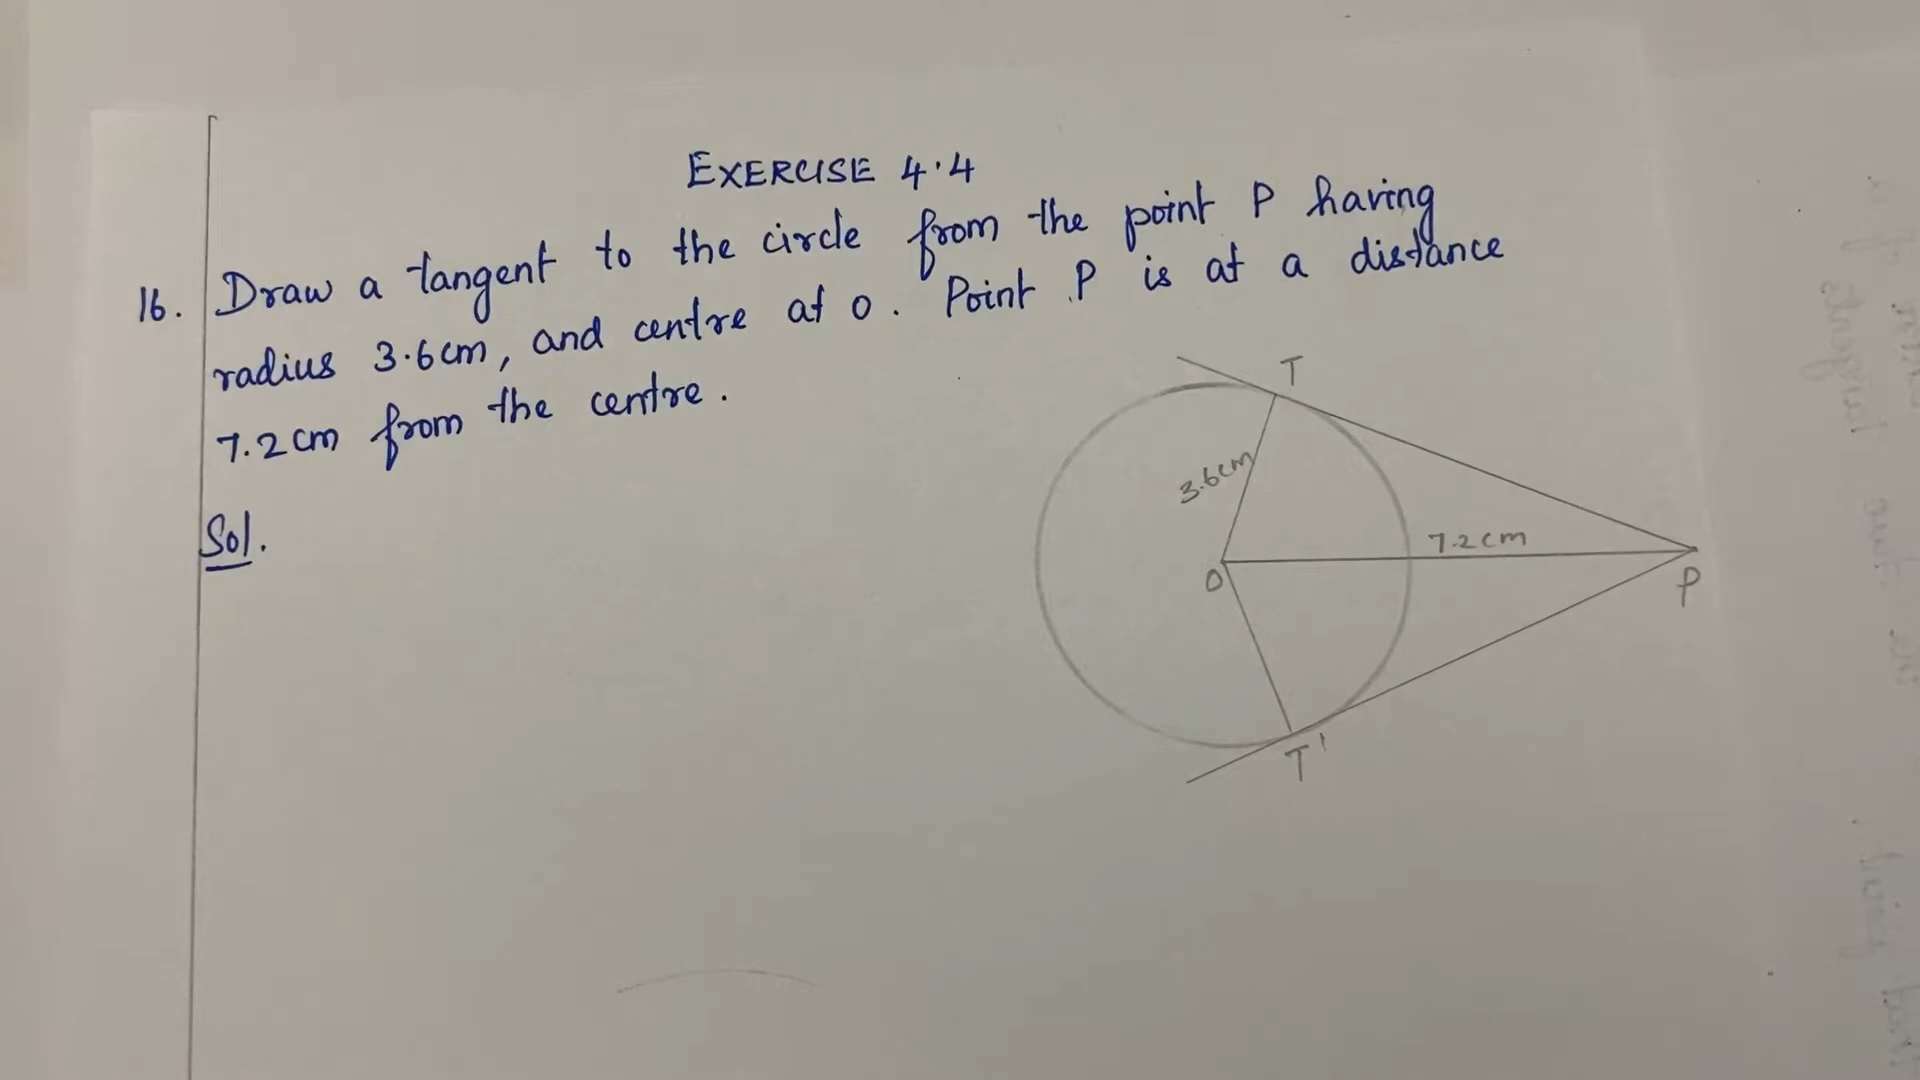 EXERCISE 4.4
16. Draw a tangent to the circle from the point P having
radius 3.6cm, and centre at O. Point P is at a distance
7.2cm from the centre.
Sol.
T
3.6cm
7.2cm
O
P
T'